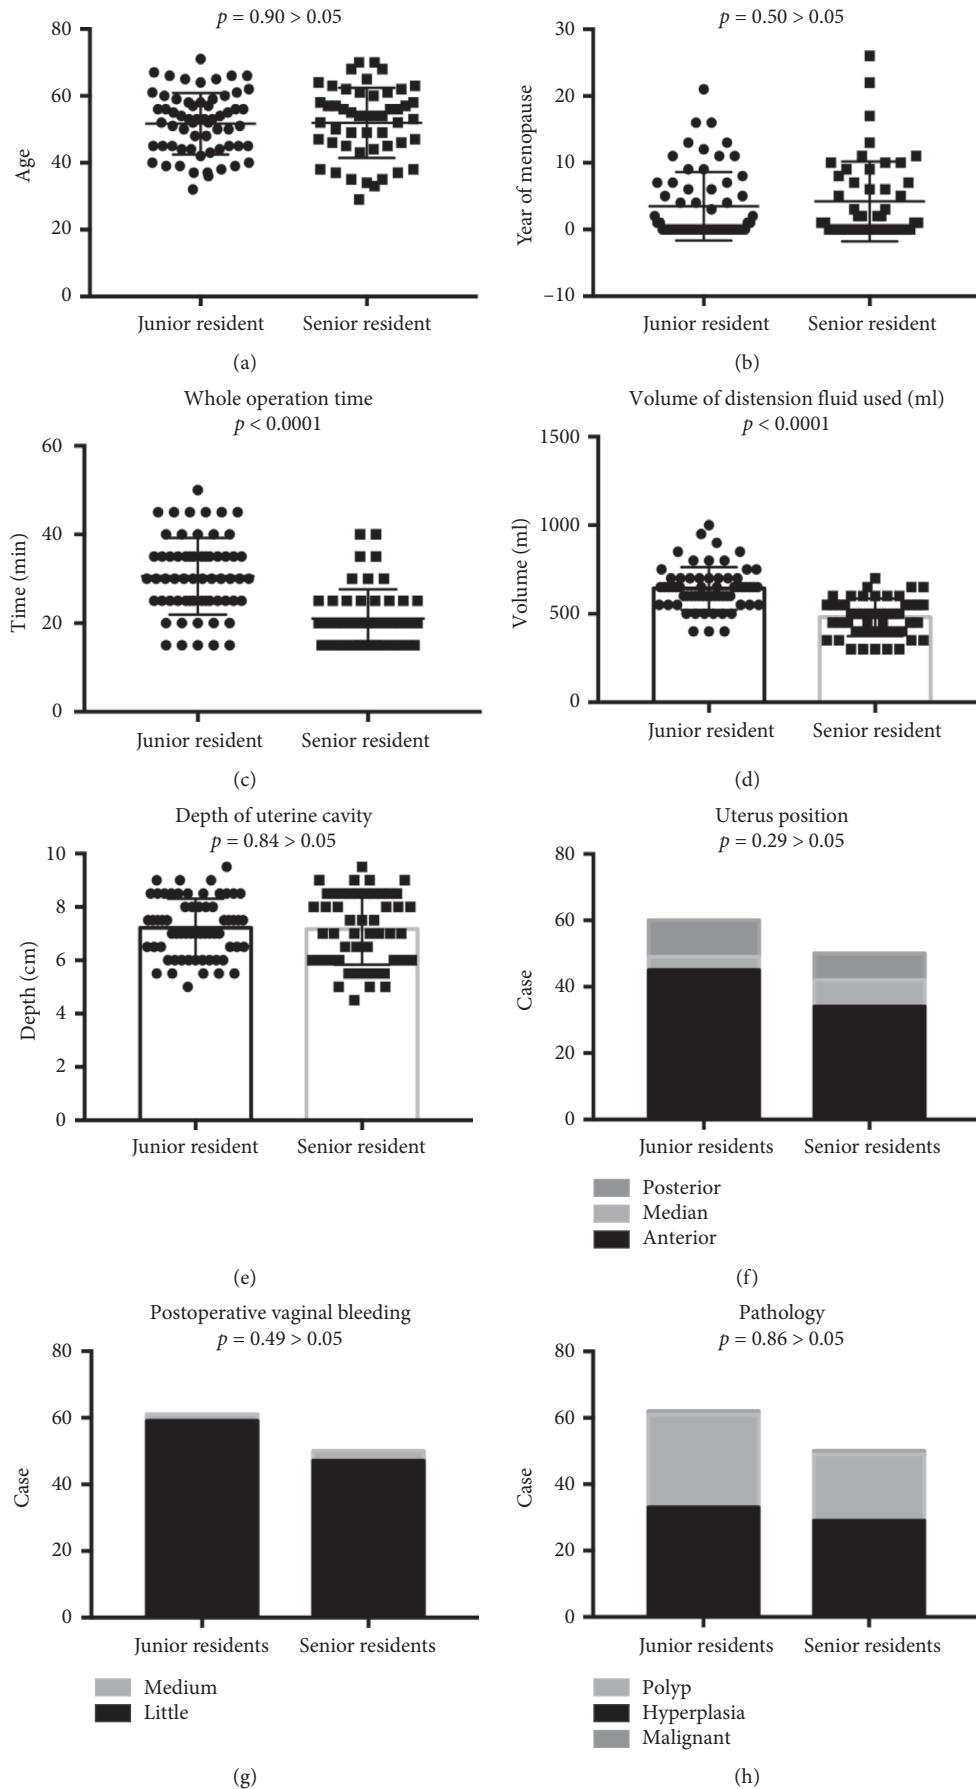 p = 0.90 > 0.05
80
60
40
20
0
Age
Junior resident
Senior resident
(a)
p = 0.50 > 0.05
30
20
10
0
–10
Year of menopause
Junior resident
Senior resident
(b)
Whole operation time
p < 0.0001
60
40
20
0
Time (min)
Junior resident
Senior resident
(c)
Volume of distension fluid used (ml)
p < 0.0001
1500
1000
500
0
Volume (ml)
Junior resident
Senior resident
(d)
Depth of uterine cavity
p = 0.84 > 0.05
10
8
6
4
2
0
Depth (cm)
Junior resident
Senior resident
(e)
Uterus position
p = 0.29 > 0.05
80
60
40
20
0
Case
Junior residents
Senior residents
Posterior
Median
Anterior
(f)
Postoperative vaginal bleeding
p = 0.49 > 0.05
80
60
40
20
0
Case
Junior residents
Senior residents
Medium
Little
(g)
Pathology
p = 0.86 > 0.05
80
60
40
20
0
Case
Junior residents
Senior residents
Polyp
Hyperplasia
Malignant
(h)